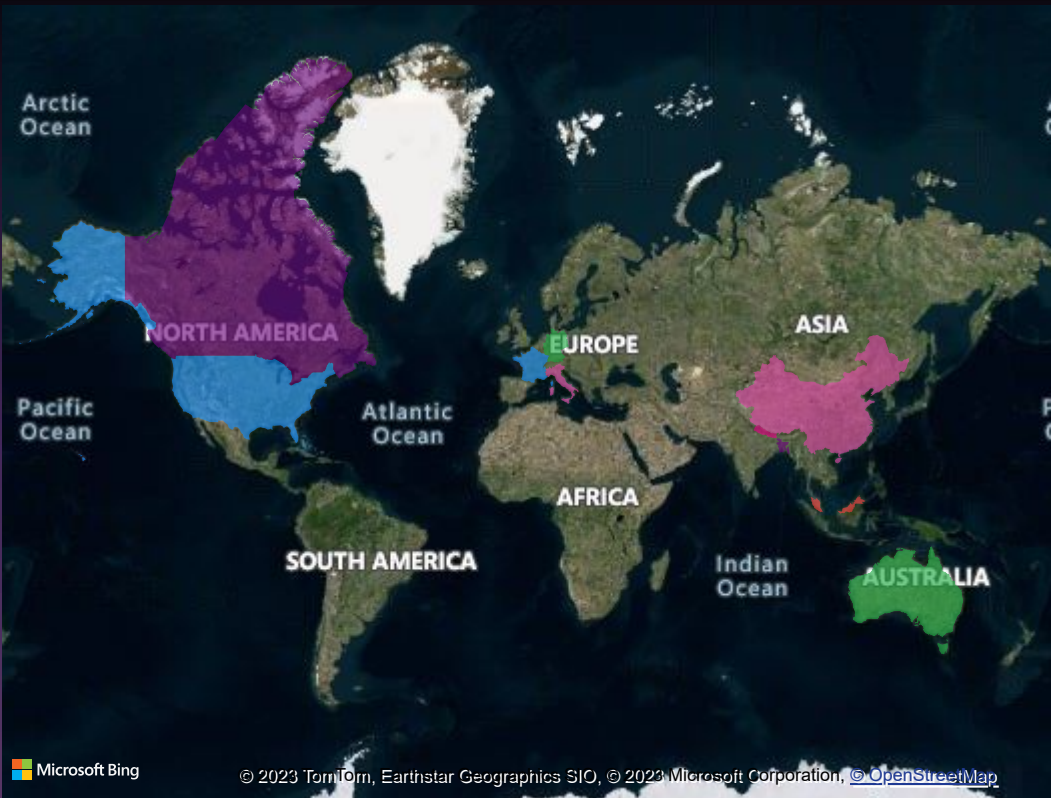 Arctic
Ocean
NORTH AMERICA
EUROPE
ASIA
Pacific
Ocean
Atlantic
Ocean
AFRICA
SOUTH AMERICA
Indian
Ocean
AUSTRALIA
Microsoft Bing
© 2023 TomTom, Earthstar Geographics SIO, © 2023 Microsoft Corporation, © OpenStreetMap